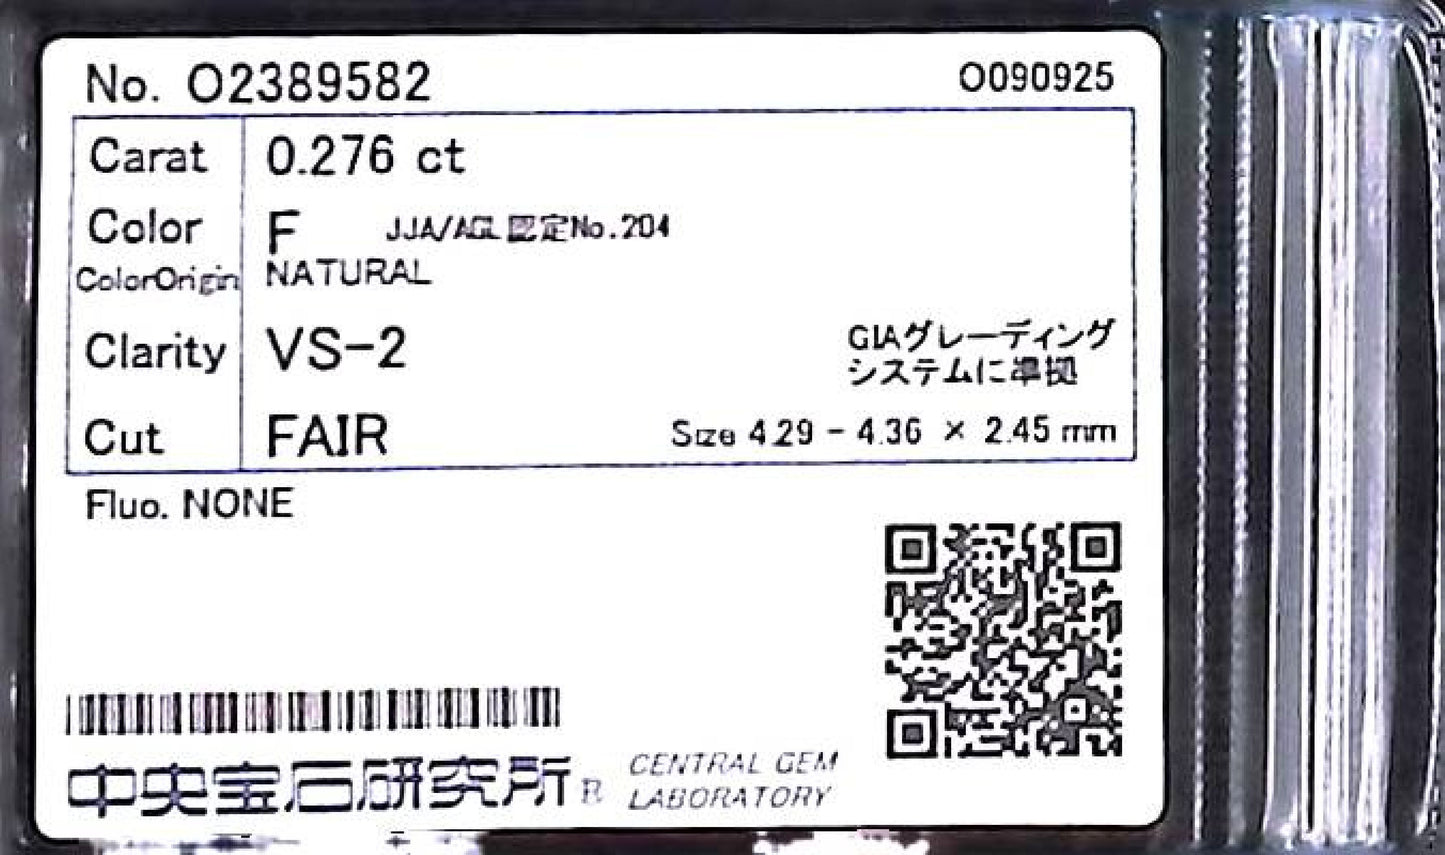 No. O2389582
O090925
Carat 0.276 ct
Color F JJA/AGL認定No.204
ColorOrigin NATURAL
Clarity VS-2
GIAグレーディング
システムに準拠
Cut FAIR Size 4.29 - 4.36 × 2.45 mm
Fluo. NONE
中央宝石研究所 R
CENTRAL GEM
LABORATORY